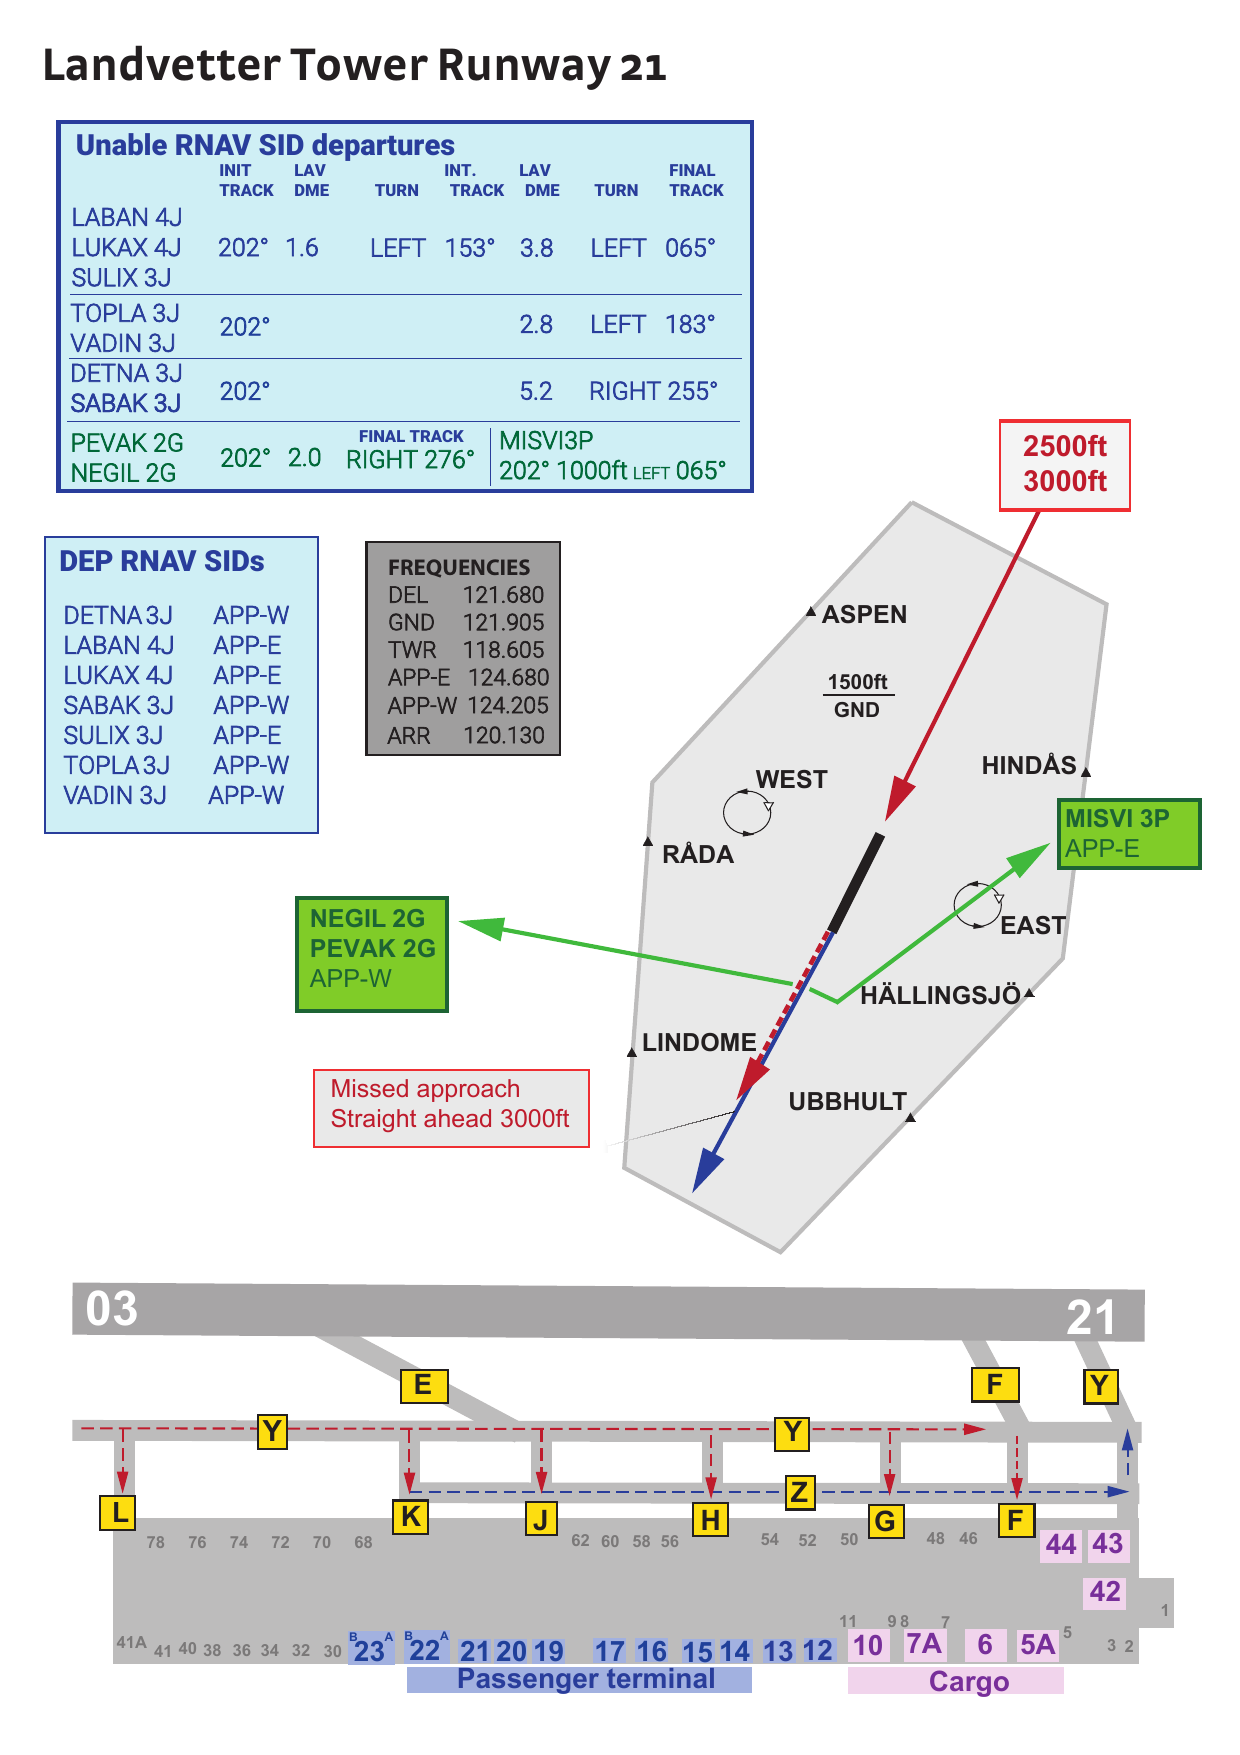 Landvetter Tower Runway 21
Unable RNAV SID departures
INIT LAV INT. LAV FINAL
TRACK DME TURN TRACK DME TURN TRACK
LABAN 4J
LUKAX 4J 202° 1.6 LEFT 153° 3.8 LEFT 065°
SULIX 3J
TOPLA 3J
202° 2.8 LEFT 183°
VADIN 3J
DETNA 3J
202° 5.2 RIGHT 255°
SABAK 3J
PEVAK 2G
NEGIL 2G
202° 2.0
FINAL TRACK
RIGHT 276°
MISVI3P
202° 1000ft LEFT 065°
DEP RNAV SIDs
DETNA 3J APP-W
LABAN 4J APP-E
LUKAX 4J APP-E
SABAK 3J APP-W
SULIX 3J APP-E
TOPLA 3J APP-W
VADIN 3J APP-W
FREQUENCIES
DEL 121.680
GND 121.905
TWR 118.605
APP-E 124.680
APP-W 124.205
ARR 120.130
2500ft
3000ft
ASPEN
1500ft
GND
HINDÅS
WEST
RÅDA
MISVI 3P
APP-E
EAST
NEGIL 2G
PEVAK 2G
APP-W
HÄLLINGSJÖ
LINDOME
UBBHULT
Missed approach
Straight ahead 3000ft
03 21
E F Y
Y Y
Z
L K J H G F
78 76 74 72 70 68 62 60 58 56 54 52 50 48 46 44 43
42
1
11 9 8 7
41A 41 40 38 36 34 32 30 B 23 A B 22 A 21 20 19 17 16 15 14 13 12 10 7A 6 5A 5 3 2
Passenger terminal Cargo